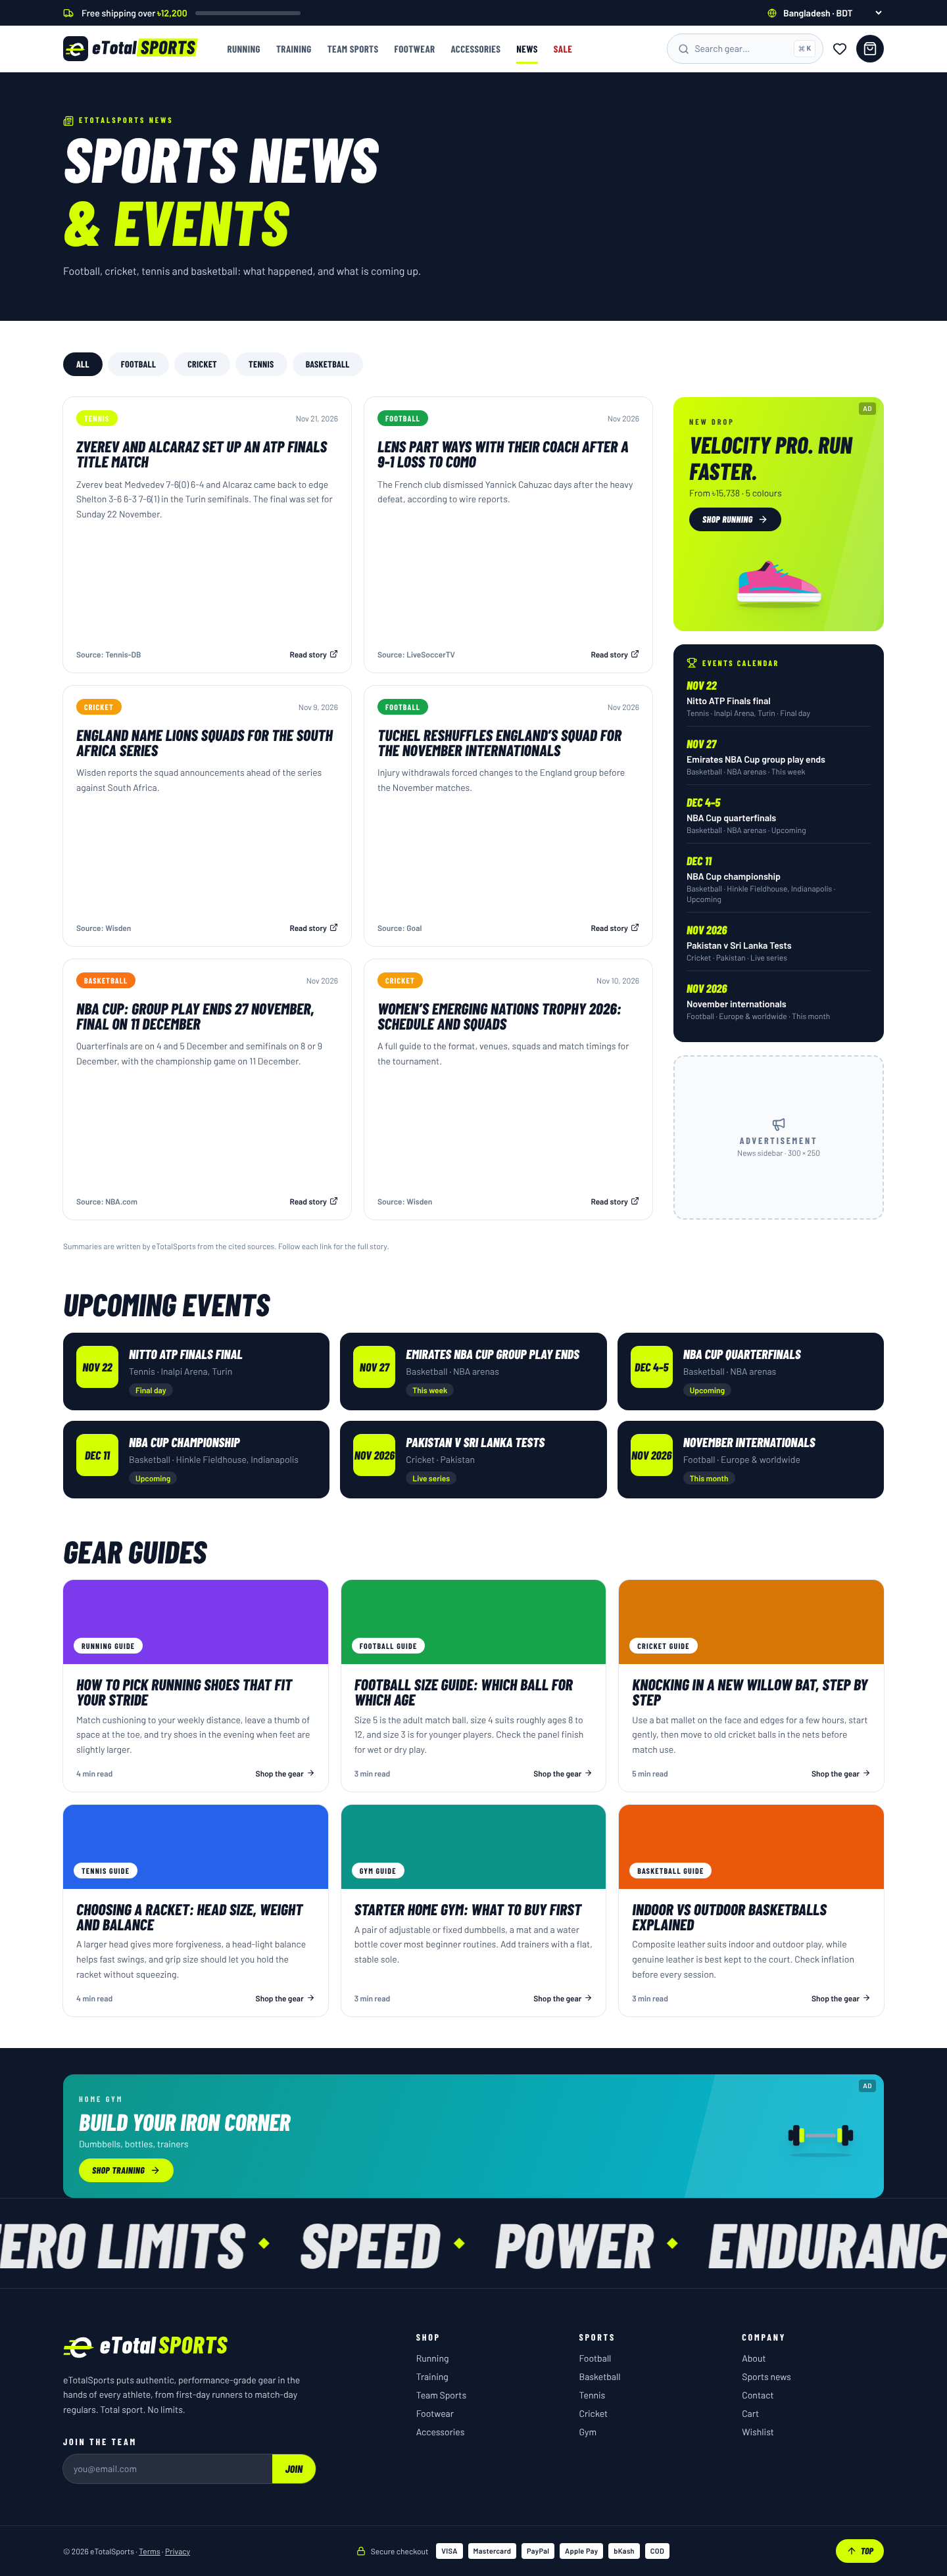 Free shipping over ৳12,200
Bangladesh · BDT
eTotal SPORTS
RUNNING
TRAINING
TEAM SPORTS
FOOTWEAR
ACCESSORIES
NEWS
SALE
Search gear...
⌘ K
ETOTALSPORTS NEWS
SPORTS NEWS
& EVENTS
Football, cricket, tennis and basketball: what happened, and what is coming up.
ALL
FOOTBALL
CRICKET
TENNIS
BASKETBALL
TENNIS
Nov 21, 2026
ZVEREV AND ALCARAZ SET UP AN ATP FINALS
TITLE MATCH
Zverev beat Medvedev 7-6(0) 6-4 and Alcaraz came back to edge
Shelton 3-6 6-3 7-6(1) in the Turin semifinals. The final was set for
Sunday 22 November.
Source: Tennis-DB
Read story
FOOTBALL
Nov 2026
LENS PART WAYS WITH THEIR COACH AFTER A
9-1 LOSS TO COMO
The French club dismissed Yannick Cahuzac days after the heavy
defeat, according to wire reports.
Source: LiveSoccerTV
Read story
CRICKET
Nov 9, 2026
ENGLAND NAME LIONS SQUADS FOR THE SOUTH
AFRICA SERIES
Wisden reports the squad announcements ahead of the series
against South Africa.
Source: Wisden
Read story
FOOTBALL
Nov 2026
TUCHEL RESHUFFLES ENGLAND'S SQUAD FOR
THE NOVEMBER INTERNATIONALS
Injury withdrawals forced changes to the England group before
the November matches.
Source: Goal
Read story
BASKETBALL
Nov 2026
NBA CUP: GROUP PLAY ENDS 27 NOVEMBER,
FINAL ON 11 DECEMBER
Quarterfinals are on 4 and 5 December and semifinals on 8 or 9
December, with the championship game on 11 December.
Source: NBA.com
Read story
CRICKET
Nov 10, 2026
WOMEN'S EMERGING NATIONS TROPHY 2026:
SCHEDULE AND SQUADS
A full guide to the format, venues, squads and match timings for
the tournament.
Source: Wisden
Read story
AD
NEW DROP
VELOCITY PRO. RUN
FASTER.
From ৳15,738 · 5 colours
SHOP RUNNING
EVENTS CALENDAR
NOV 22
Nitto ATP Finals final
Tennis · Inalpi Arena, Turin · Final day
NOV 27
Emirates NBA Cup group play ends
Basketball · NBA arenas · This week
DEC 4–5
NBA Cup quarterfinals
Basketball · NBA arenas · Upcoming
DEC 11
NBA Cup championship
Basketball · Hinkle Fieldhouse, Indianapolis ·
Upcoming
NOV 2026
Pakistan v Sri Lanka Tests
Cricket · Pakistan · Live series
NOV 2026
November internationals
Football · Europe & worldwide · This month
ADVERTISEMENT
News sidebar · 300 × 250
Summaries are written by eTotalSports from the cited sources. Follow each link for the full story.
UPCOMING EVENTS
NOV 22
NITTO ATP FINALS FINAL
Tennis · Inalpi Arena, Turin
Final day
NOV 27
EMIRATES NBA CUP GROUP PLAY ENDS
Basketball · NBA arenas
This week
DEC 4–5
NBA CUP QUARTERFINALS
Basketball · NBA arenas
Upcoming
DEC 11
NBA CUP CHAMPIONSHIP
Basketball · Hinkle Fieldhouse, Indianapolis
Upcoming
NOV 2026
PAKISTAN V SRI LANKA TESTS
Cricket · Pakistan
Live series
NOV 2026
NOVEMBER INTERNATIONALS
Football · Europe & worldwide
This month
GEAR GUIDES
RUNNING GUIDE
HOW TO PICK RUNNING SHOES THAT FIT
YOUR STRIDE
Match cushioning to your weekly distance, leave a thumb of
space at the toe, and try shoes in the evening when feet are
slightly larger.
4 min read
Shop the gear
FOOTBALL GUIDE
FOOTBALL SIZE GUIDE: WHICH BALL FOR
WHICH AGE
Size 5 is the adult match ball, size 4 suits roughly ages 8 to
12, and size 3 is for younger players. Check the panel finish
for wet or dry play.
3 min read
Shop the gear
CRICKET GUIDE
KNOCKING IN A NEW WILLOW BAT, STEP BY
STEP
Use a bat mallet on the face and edges for a few hours, start
gently, then move to old cricket balls in the nets before
match use.
5 min read
Shop the gear
TENNIS GUIDE
CHOOSING A RACKET: HEAD SIZE, WEIGHT
AND BALANCE
A larger head gives more forgiveness, a head-light balance
helps fast swings, and grip size should let you hold the
racket without squeezing.
4 min read
Shop the gear
GYM GUIDE
STARTER HOME GYM: WHAT TO BUY FIRST
A pair of adjustable or fixed dumbbells, a mat and a water
bottle cover most beginner routines. Add trainers with a flat,
stable sole.
3 min read
Shop the gear
BASKETBALL GUIDE
INDOOR VS OUTDOOR BASKETBALLS
EXPLAINED
Composite leather suits indoor and outdoor play, while
genuine leather is best kept to the court. Check inflation
before every session.
3 min read
Shop the gear
AD
HOME GYM
BUILD YOUR IRON CORNER
Dumbbells, bottles, trainers
SHOP TRAINING
ERO LIMITS ◆ SPEED ◆ POWER ◆ ENDURANC
eTotal SPORTS
eTotalSports puts authentic, performance-grade gear in the
hands of every athlete, from first-day runners to match-day
regulars. Total sport. No limits.
JOIN THE TEAM
you@email.com
JOIN
SHOP
Running
Training
Team Sports
Footwear
Accessories
SPORTS
Football
Basketball
Tennis
Cricket
Gym
COMPANY
About
Sports news
Contact
Cart
Wishlist
© 2026 eTotalSports · Terms · Privacy
Secure checkout
VISA
Mastercard
PayPal
Apple Pay
bKash
COD
TOP